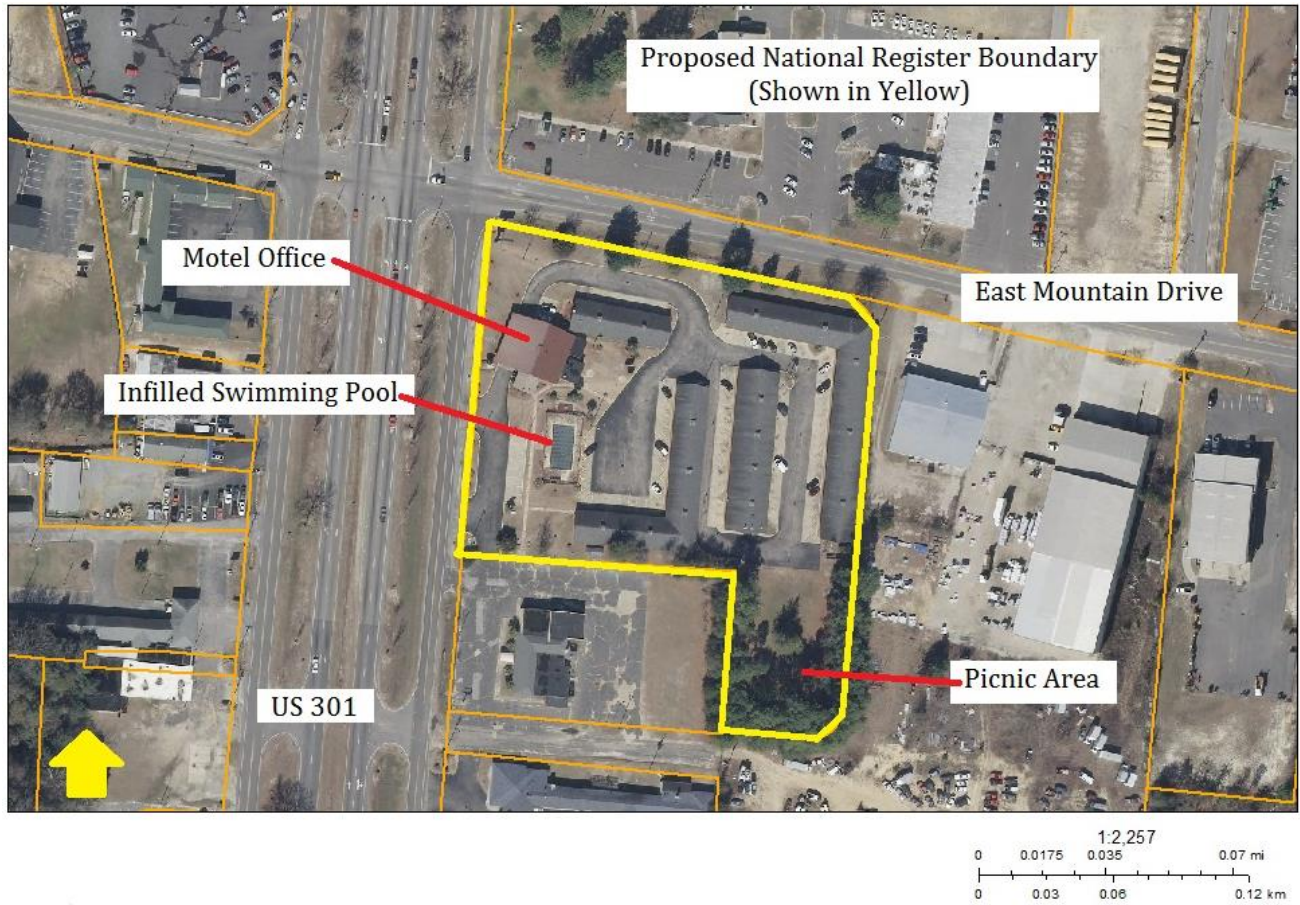 Proposed National Register Boundary
(Shown in Yellow)
Motel Office
East Mountain Drive
Infilled Swimming Pool
Picnic Area
US 301
1:2,257
0 0.0175 0.035 0.07 mi
0 0.03 0.06 0.12 km